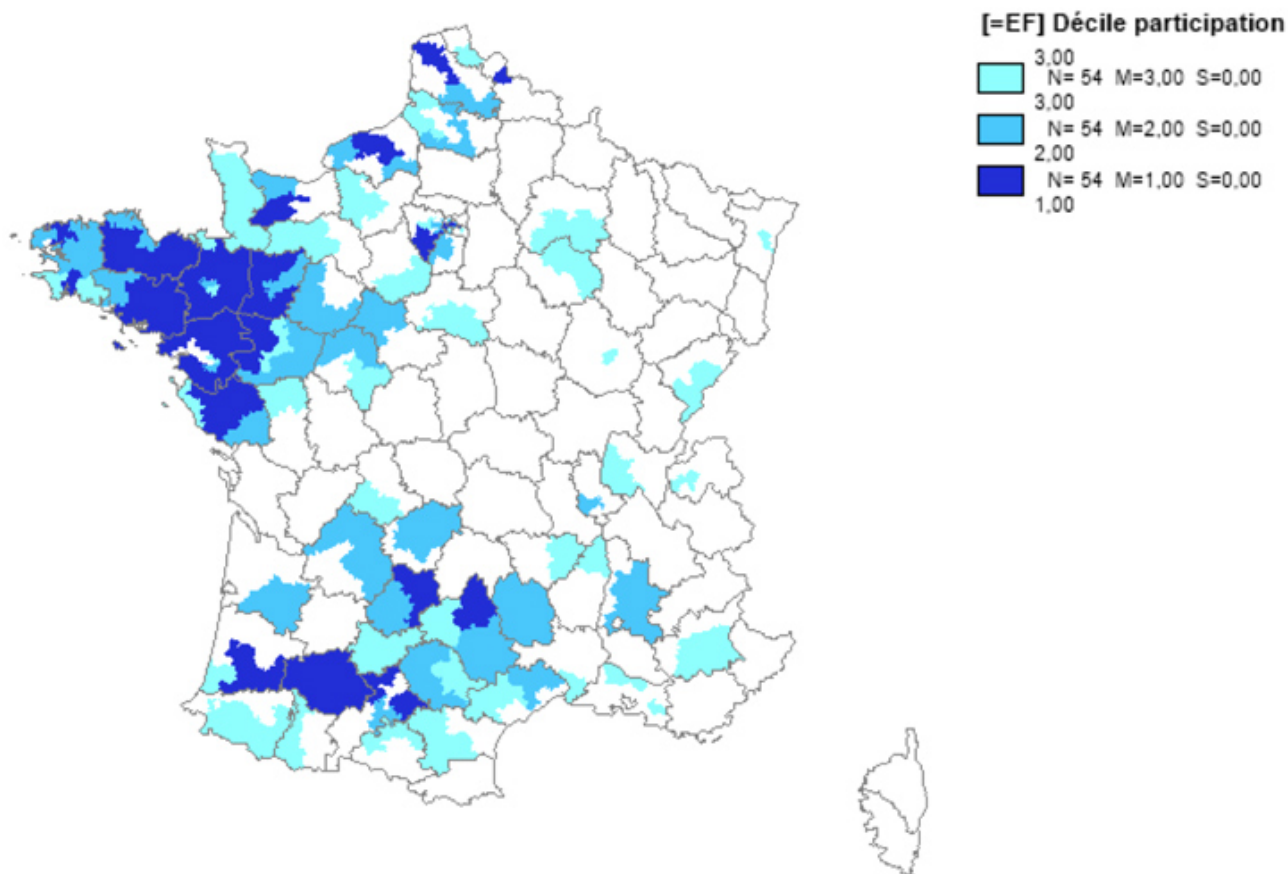 [=EF] Décile participation
3,00
N= 54 M=3,00 S=0,00
3,00
N= 54 M=2,00 S=0,00
2,00
N= 54 M=1,00 S=0,00
1,00